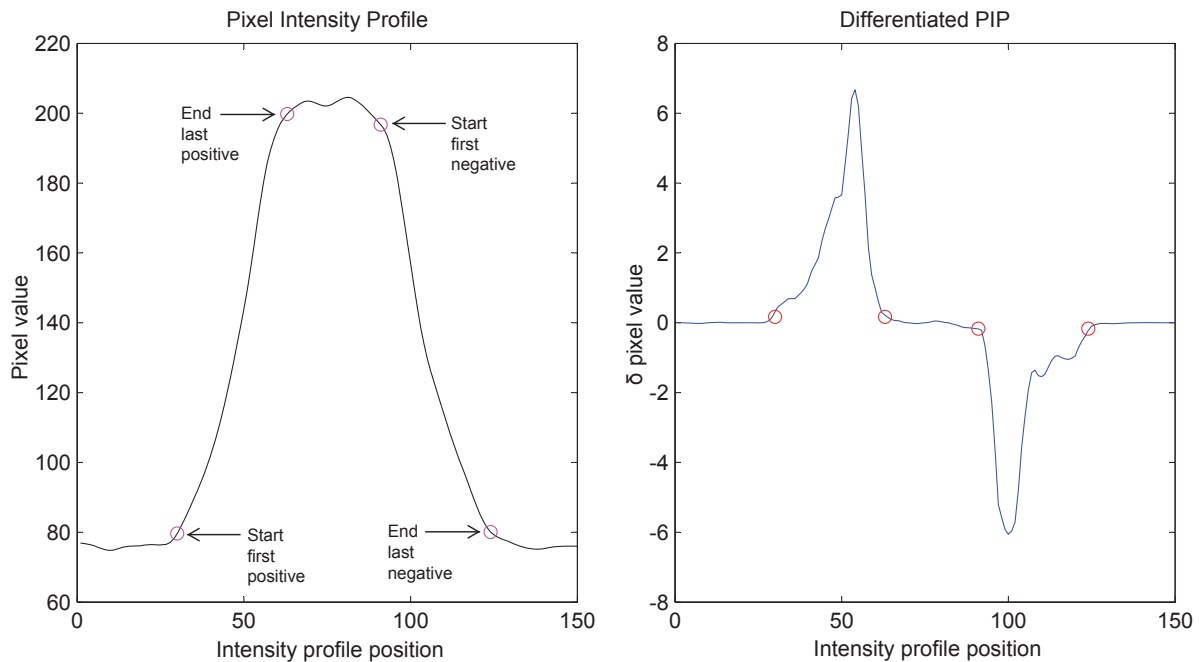 Pixel Intensity Profile
220
200
180
160
140
120
100
80
60
0
50
100
150
Pixel value
Intensity profile position
End
last
positive
Start
first
negative
Start
first
positive
End
last
negative
Differentiated PIP
8
6
4
2
0
-2
-4
-6
-8
0
50
100
150
δ pixel value
Intensity profile position